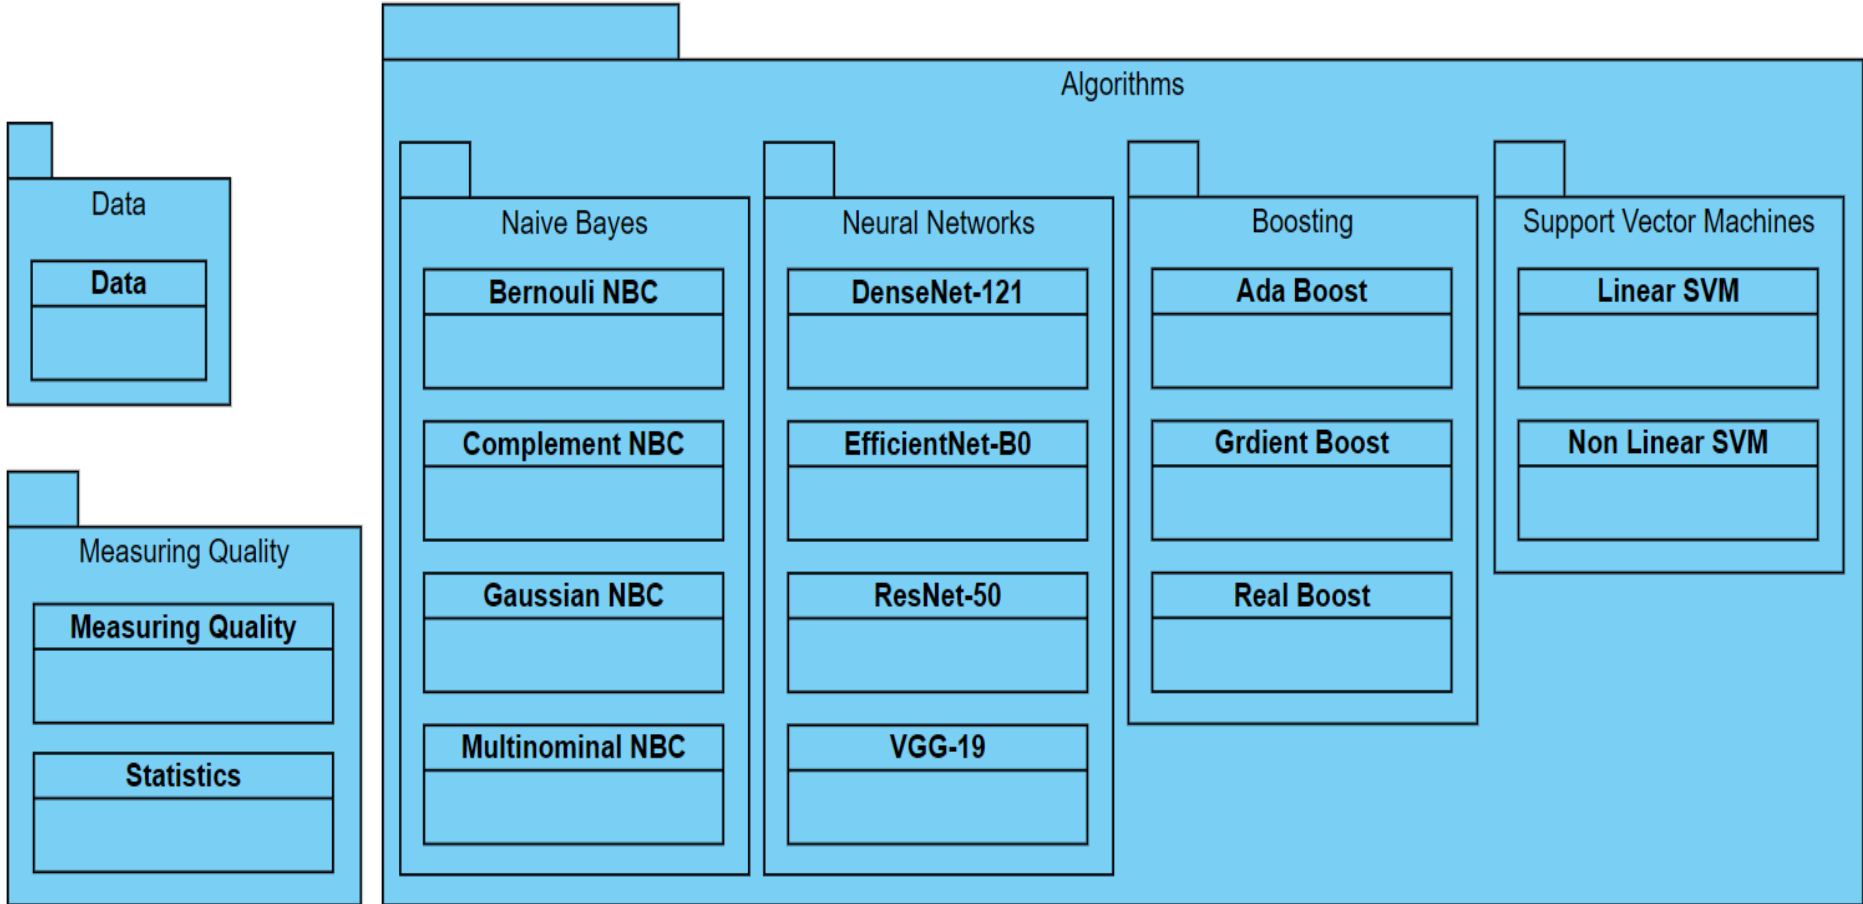 Data
Data
Measuring Quality
Measuring Quality
Statistics
Algorithms
Naive Bayes
Bernouli NBC
Complement NBC
Gaussian NBC
Multinominal NBC
Neural Networks
DenseNet-121
EfficientNet-B0
ResNet-50
VGG-19
Boosting
Ada Boost
Grdient Boost
Real Boost
Support Vector Machines
Linear SVM
Non Linear SVM